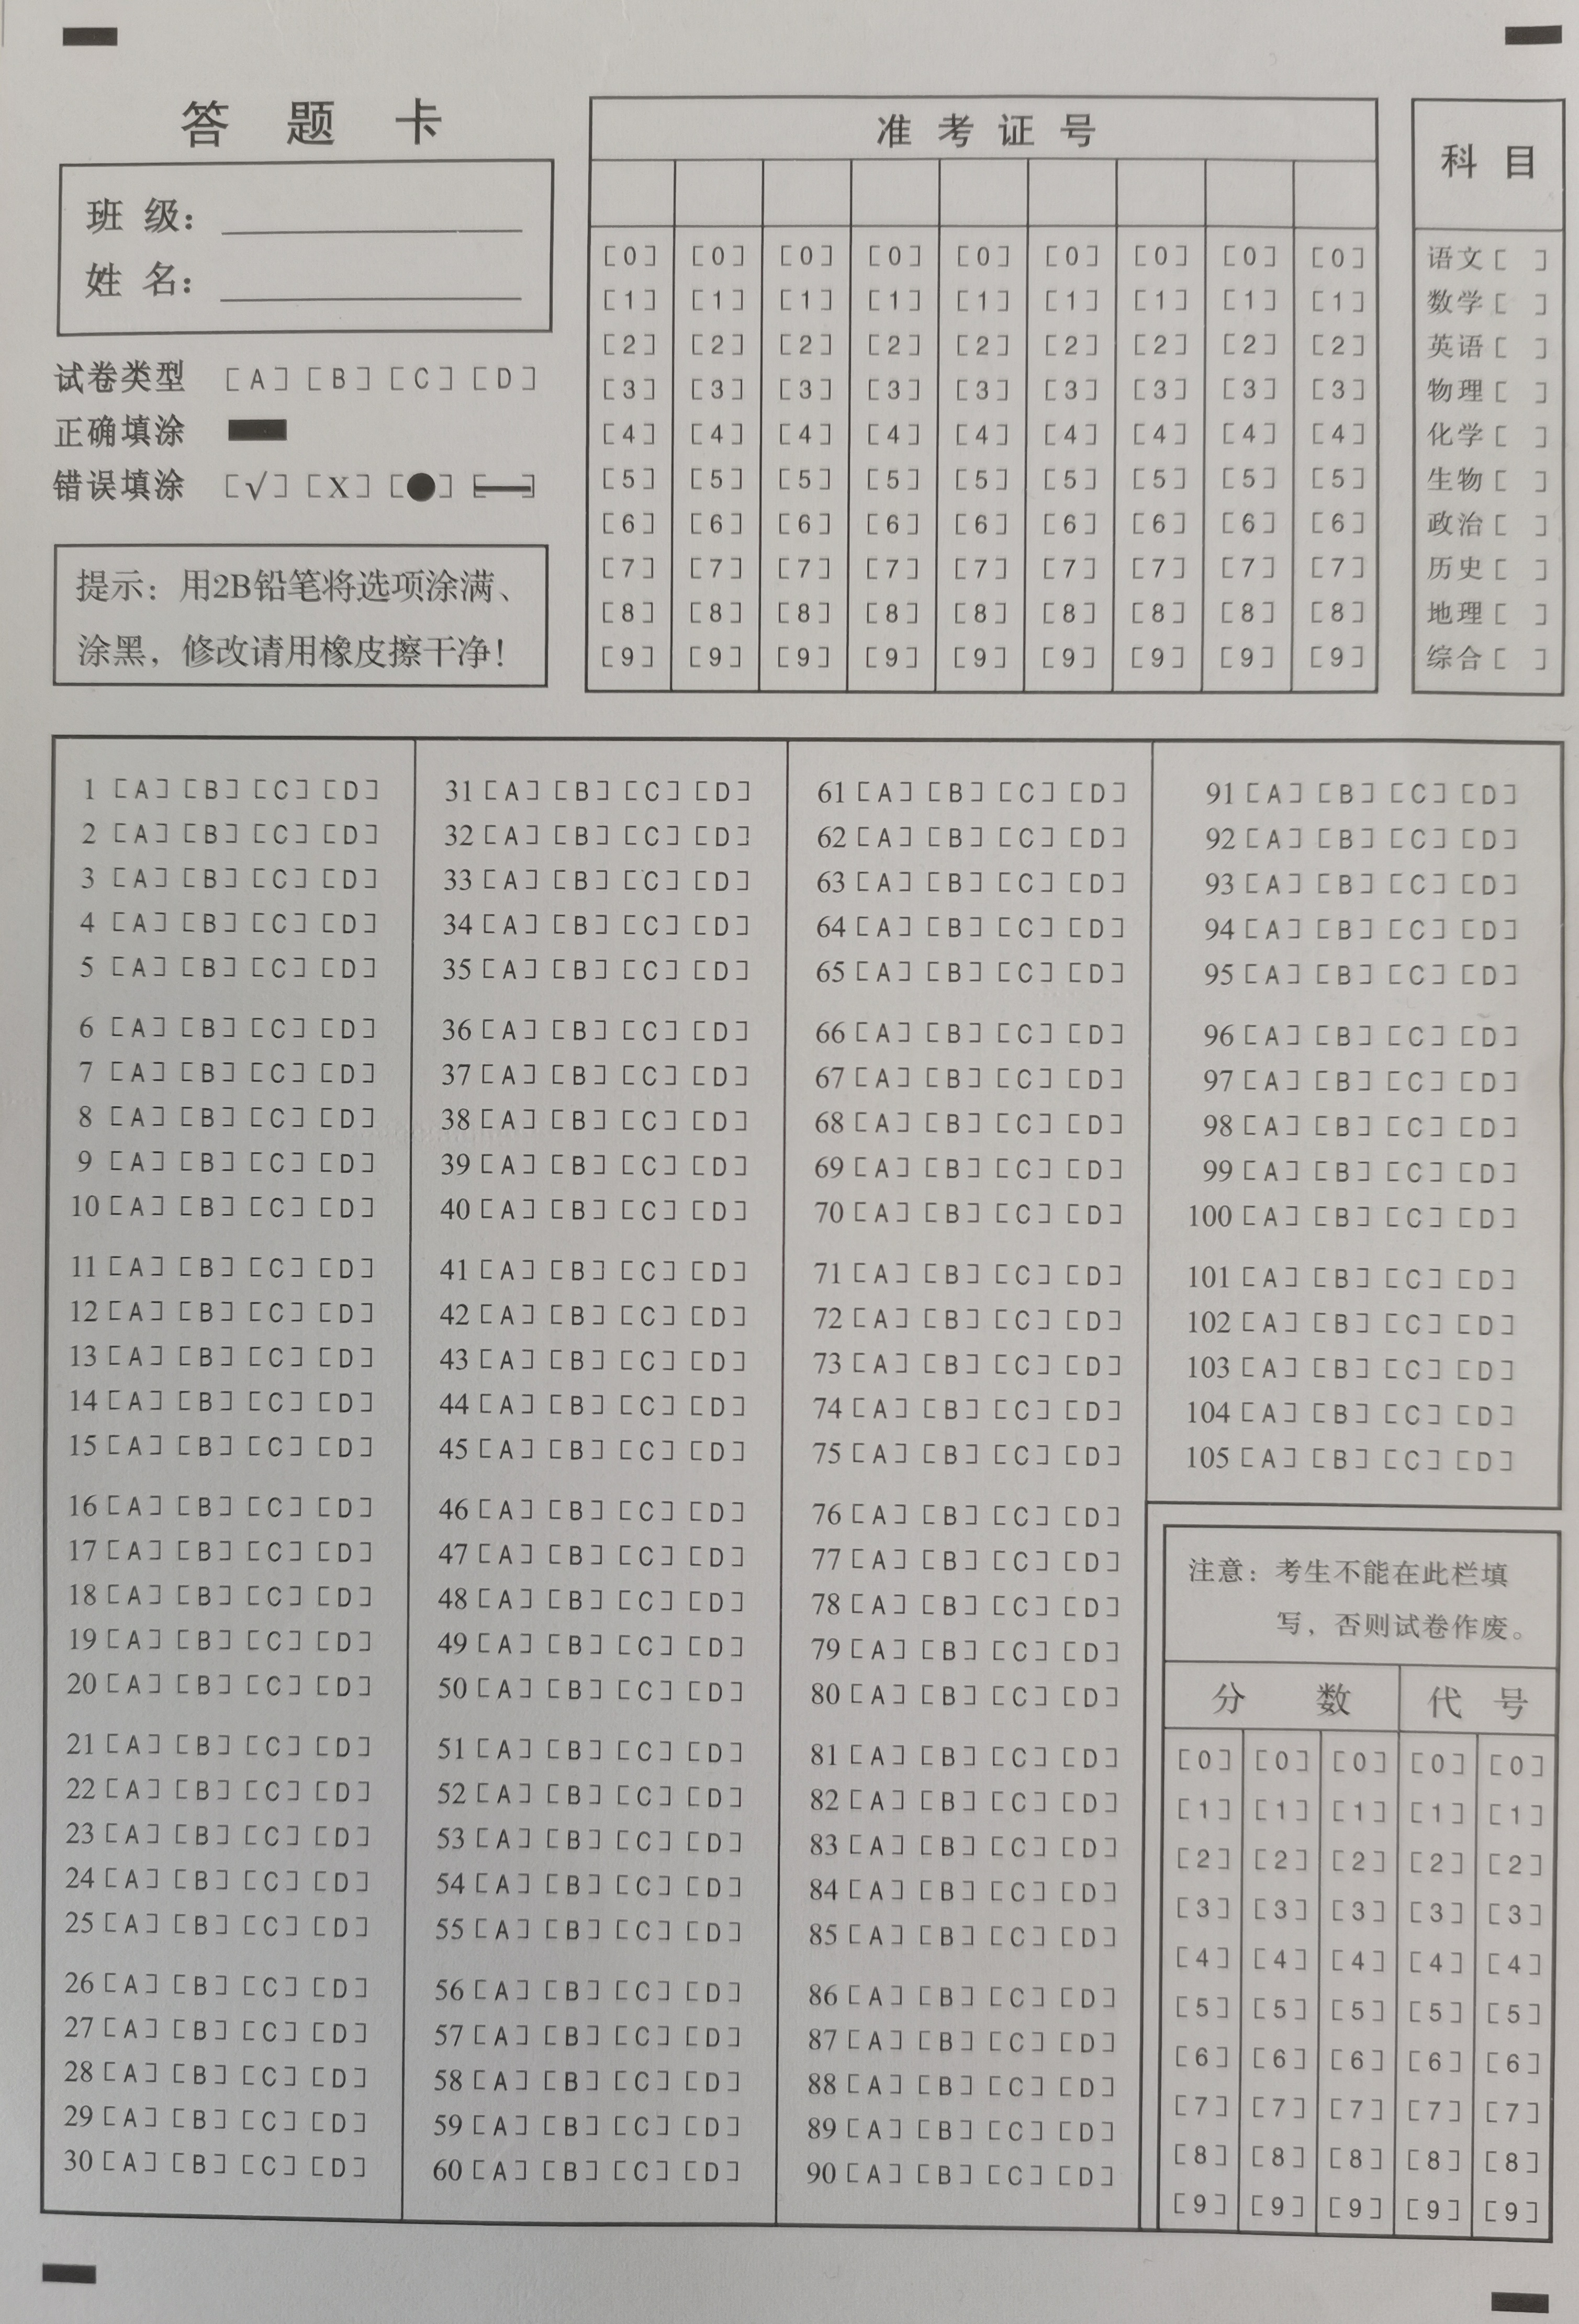 答 题 卡
班 级：
姓 名：
试卷类型 [A] [B] [C] [D]
正确填涂
错误填涂 [√] [X] [●] [—]
提示：用2B铅笔将选项涂满、
涂黑，修改请用橡皮擦干净！
准 考 证 号
[0] [0] [0] [0] [0] [0] [0] [0] [0]
[1] [1] [1] [1] [1] [1] [1] [1] [1]
[2] [2] [2] [2] [2] [2] [2] [2] [2]
[3] [3] [3] [3] [3] [3] [3] [3] [3]
[4] [4] [4] [4] [4] [4] [4] [4] [4]
[5] [5] [5] [5] [5] [5] [5] [5] [5]
[6] [6] [6] [6] [6] [6] [6] [6] [6]
[7] [7] [7] [7] [7] [7] [7] [7] [7]
[8] [8] [8] [8] [8] [8] [8] [8] [8]
[9] [9] [9] [9] [9] [9] [9] [9] [9]
科 目
语文 [ ]
数学 [ ]
英语 [ ]
物理 [ ]
化学 [ ]
生物 [ ]
政治 [ ]
历史 [ ]
地理 [ ]
综合 [ ]
1 [A] [B] [C] [D]
2 [A] [B] [C] [D]
3 [A] [B] [C] [D]
4 [A] [B] [C] [D]
5 [A] [B] [C] [D]
6 [A] [B] [C] [D]
7 [A] [B] [C] [D]
8 [A] [B] [C] [D]
9 [A] [B] [C] [D]
10 [A] [B] [C] [D]
11 [A] [B] [C] [D]
12 [A] [B] [C] [D]
13 [A] [B] [C] [D]
14 [A] [B] [C] [D]
15 [A] [B] [C] [D]
16 [A] [B] [C] [D]
17 [A] [B] [C] [D]
18 [A] [B] [C] [D]
19 [A] [B] [C] [D]
20 [A] [B] [C] [D]
21 [A] [B] [C] [D]
22 [A] [B] [C] [D]
23 [A] [B] [C] [D]
24 [A] [B] [C] [D]
25 [A] [B] [C] [D]
26 [A] [B] [C] [D]
27 [A] [B] [C] [D]
28 [A] [B] [C] [D]
29 [A] [B] [C] [D]
30 [A] [B] [C] [D]
31 [A] [B] [C] [D]
32 [A] [B] [C] [D]
33 [A] [B] [C] [D]
34 [A] [B] [C] [D]
35 [A] [B] [C] [D]
36 [A] [B] [C] [D]
37 [A] [B] [C] [D]
38 [A] [B] [C] [D]
39 [A] [B] [C] [D]
40 [A] [B] [C] [D]
41 [A] [B] [C] [D]
42 [A] [B] [C] [D]
43 [A] [B] [C] [D]
44 [A] [B] [C] [D]
45 [A] [B] [C] [D]
46 [A] [B] [C] [D]
47 [A] [B] [C] [D]
48 [A] [B] [C] [D]
49 [A] [B] [C] [D]
50 [A] [B] [C] [D]
51 [A] [B] [C] [D]
52 [A] [B] [C] [D]
53 [A] [B] [C] [D]
54 [A] [B] [C] [D]
55 [A] [B] [C] [D]
56 [A] [B] [C] [D]
57 [A] [B] [C] [D]
58 [A] [B] [C] [D]
59 [A] [B] [C] [D]
60 [A] [B] [C] [D]
61 [A] [B] [C] [D]
62 [A] [B] [C] [D]
63 [A] [B] [C] [D]
64 [A] [B] [C] [D]
65 [A] [B] [C] [D]
66 [A] [B] [C] [D]
67 [A] [B] [C] [D]
68 [A] [B] [C] [D]
69 [A] [B] [C] [D]
70 [A] [B] [C] [D]
71 [A] [B] [C] [D]
72 [A] [B] [C] [D]
73 [A] [B] [C] [D]
74 [A] [B] [C] [D]
75 [A] [B] [C] [D]
76 [A] [B] [C] [D]
77 [A] [B] [C] [D]
78 [A] [B] [C] [D]
79 [A] [B] [C] [D]
80 [A] [B] [C] [D]
81 [A] [B] [C] [D]
82 [A] [B] [C] [D]
83 [A] [B] [C] [D]
84 [A] [B] [C] [D]
85 [A] [B] [C] [D]
86 [A] [B] [C] [D]
87 [A] [B] [C] [D]
88 [A] [B] [C] [D]
89 [A] [B] [C] [D]
90 [A] [B] [C] [D]
91 [A] [B] [C] [D]
92 [A] [B] [C] [D]
93 [A] [B] [C] [D]
94 [A] [B] [C] [D]
95 [A] [B] [C] [D]
96 [A] [B] [C] [D]
97 [A] [B] [C] [D]
98 [A] [B] [C] [D]
99 [A] [B] [C] [D]
100 [A] [B] [C] [D]
101 [A] [B] [C] [D]
102 [A] [B] [C] [D]
103 [A] [B] [C] [D]
104 [A] [B] [C] [D]
105 [A] [B] [C] [D]
注意：考生不能在此栏填
写，否则试卷作废。
分 数 代 号
[0] [0] [0] [0] [0]
[1] [1] [1] [1] [1]
[2] [2] [2] [2] [2]
[3] [3] [3] [3] [3]
[4] [4] [4] [4] [4]
[5] [5] [5] [5] [5]
[6] [6] [6] [6] [6]
[7] [7] [7] [7] [7]
[8] [8] [8] [8] [8]
[9] [9] [9] [9] [9]